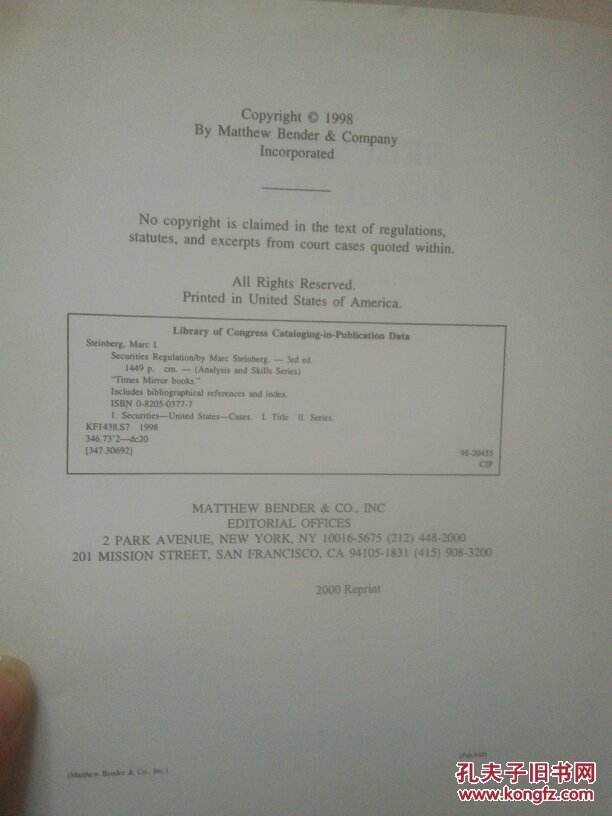 Copyright © 1998
By Matthew Bender & Company
Incorporated
No copyright is claimed in the text of regulations,
statutes, and excerpts from court cases quoted within.
All Rights Reserved.
Printed in United States of America.
Library of Congress Cataloging-in-Publication Data
Steinberg, Marc I.
Securities Regulation/by Marc Steinberg. — 3rd ed.
1449 p. cm. — (Analysis and Skills Series)
"Times Mirror books."
Includes bibliographical references and index.
ISBN 0-8205-0377-7
1. Securities—United States—Cases. I. Title II. Series.
KF1438.S7 1998
346.73'2—dc20
[347.30692] 98-20455
CIP
MATTHEW BENDER & CO., INC
EDITORIAL OFFICES
2 PARK AVENUE, NEW YORK, NY 10016-5675 (212) 448-2000
201 MISSION STREET, SAN FRANCISCO, CA 94105-1831 (415) 908-3200
2000 Reprint
(Matthew Bender & Co., Inc.)
孔夫子旧书网
www.kongfz.com